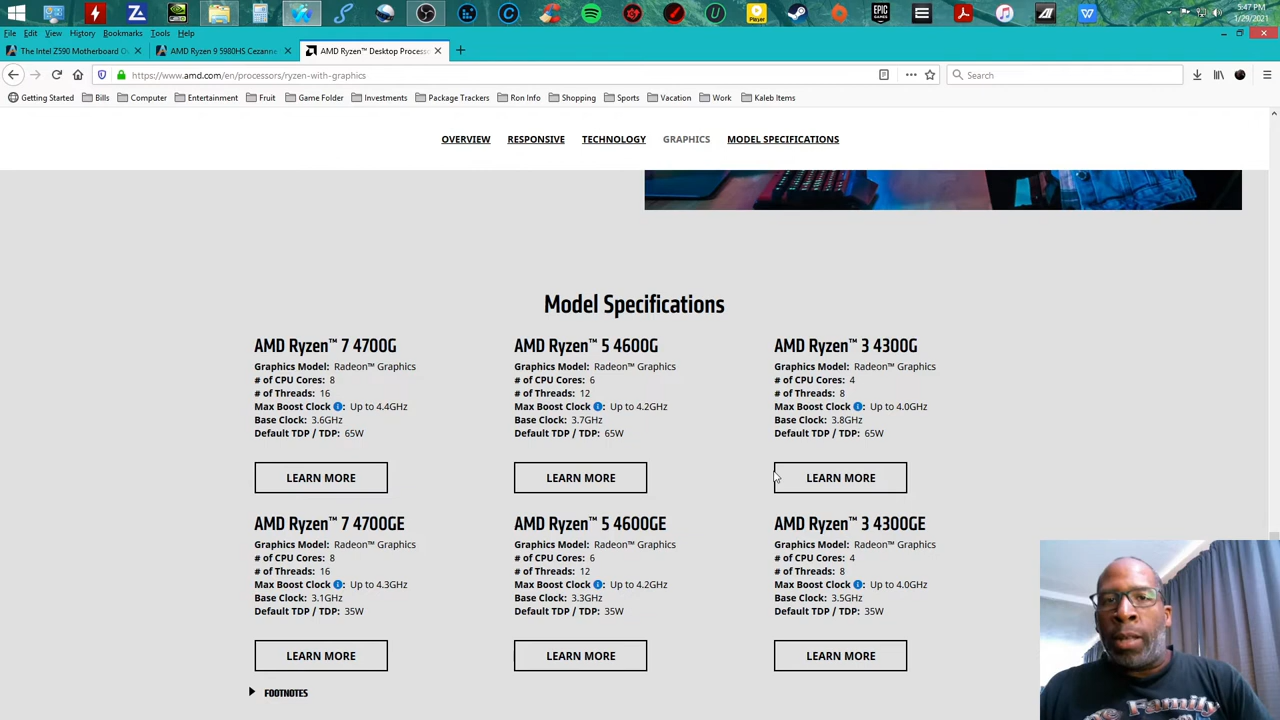 5:47 PM
1/29/2021
File Edit View History Bookmarks Tools Help
The Intel Z590 Motherboard O
AMD Ryzen 9 5980HS Cezanne
AMD Ryzen™ Desktop Processo
https://www.amd.com/en/processors/ryzen-with-graphics
Search
Getting Started Bills Computer Entertainment Fruit Game Folder Investments Package Trackers Ron Info Shopping Sports Vacation Work Kaleb Items
OVERVIEW RESPONSIVE TECHNOLOGY GRAPHICS MODEL SPECIFICATIONS
Model Specifications
AMD Ryzen™ 7 4700G
Graphics Model: Radeon™ Graphics
# of CPU Cores: 8
# of Threads: 16
Max Boost Clock : Up to 4.4GHz
Base Clock: 3.6GHz
Default TDP / TDP: 65W
LEARN MORE
AMD Ryzen™ 5 4600G
Graphics Model: Radeon™ Graphics
# of CPU Cores: 6
# of Threads: 12
Max Boost Clock : Up to 4.2GHz
Base Clock: 3.7GHz
Default TDP / TDP: 65W
LEARN MORE
AMD Ryzen™ 3 4300G
Graphics Model: Radeon™ Graphics
# of CPU Cores: 4
# of Threads: 8
Max Boost Clock : Up to 4.0GHz
Base Clock: 3.8GHz
Default TDP / TDP: 65W
LEARN MORE
AMD Ryzen™ 7 4700GE
Graphics Model: Radeon™ Graphics
# of CPU Cores: 8
# of Threads: 16
Max Boost Clock : Up to 4.3GHz
Base Clock: 3.1GHz
Default TDP / TDP: 35W
LEARN MORE
AMD Ryzen™ 5 4600GE
Graphics Model: Radeon™ Graphics
# of CPU Cores: 6
# of Threads: 12
Max Boost Clock : Up to 4.2GHz
Base Clock: 3.3GHz
Default TDP / TDP: 35W
LEARN MORE
AMD Ryzen™ 3 4300GE
Graphics Model: Radeon™ Graphics
# of CPU Cores: 4
# of Threads: 8
Max Boost Clock : Up to 4.0GHz
Base Clock: 3.5GHz
Default TDP / TDP: 35W
LEARN MORE
FOOTNOTES
Family